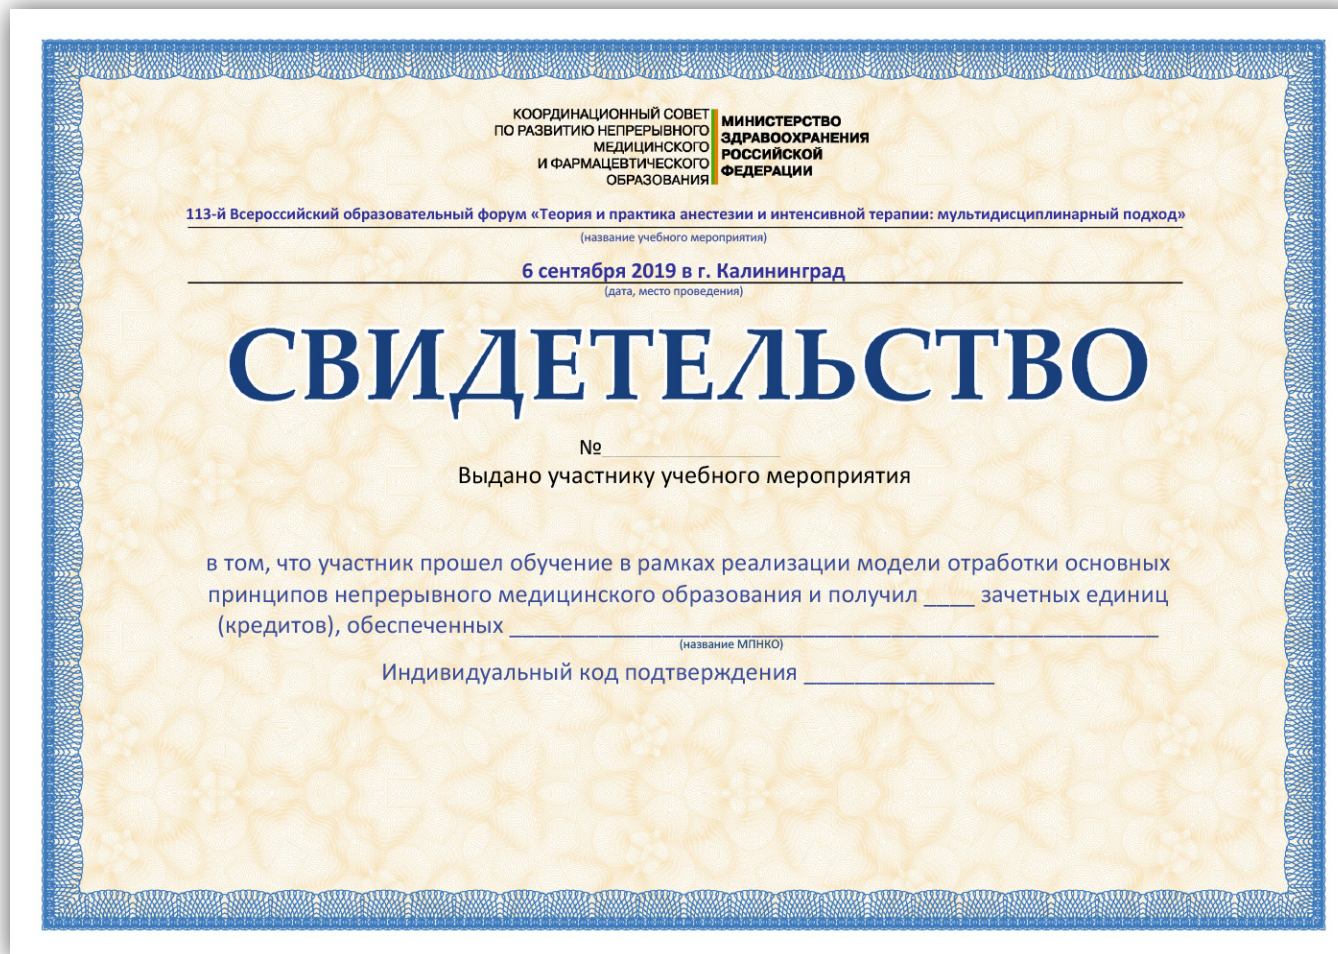 КООРДИНАЦИОННЫЙ СОВЕТ
ПО РАЗВИТИЮ НЕПРЕРЫВНОГО
МЕДИЦИНСКОГО
И ФАРМАЦЕВТИЧЕСКОГО
ОБРАЗОВАНИЯ
МИНИСТЕРСТВО
ЗДРАВООХРАНЕНИЯ
РОССИЙСКОЙ
ФЕДЕРАЦИИ
113-й Всероссийский образовательный форум «Теория и практика анестезии и интенсивной терапии: мультидисциплинарный подход»
(название учебного мероприятия)
6 сентября 2019 в г. Калининград
(дата, место проведения)
СВИДЕТЕЛЬСТВО
№_______________
Выдано участнику учебного мероприятия
в том, что участник прошел обучение в рамках реализации модели отработки основных
принципов непрерывного медицинского образования и получил ____ зачетных единиц
(кредитов), обеспеченных ___________________________________________________
(название МПНКО)
Индивидуальный код подтверждения _______________